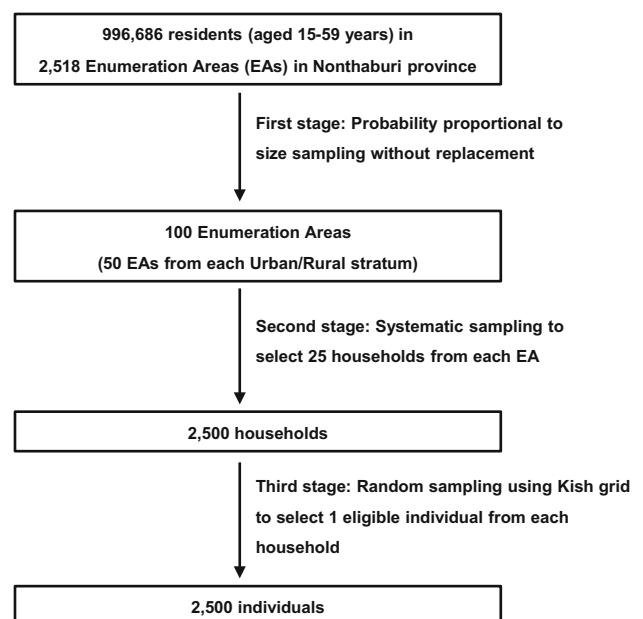 996,686 residents (aged 15-59 years) in
2,518 Enumeration Areas (EAs) in Nonthaburi province
First stage: Probability proportional to
size sampling without replacement
100 Enumeration Areas
(50 EAs from each Urban/Rural stratum)
Second stage: Systematic sampling to
select 25 households from each EA
2,500 households
Third stage: Random sampling using Kish grid
to select 1 eligible individual from each
household
2,500 individuals